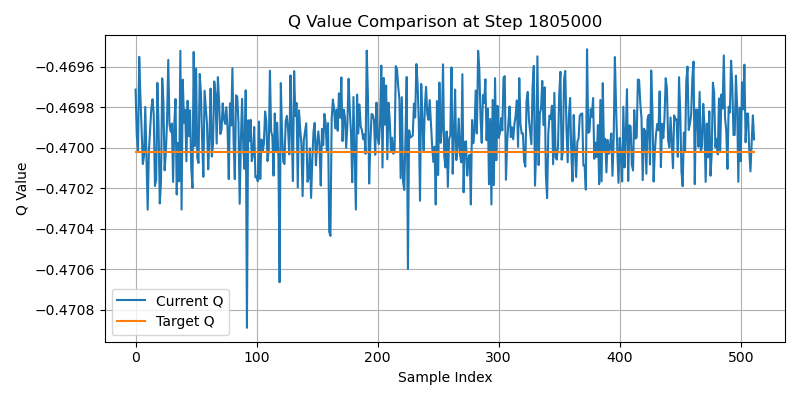 Q Value Comparison at Step 1805000
Q Value
−0.4696
−0.4698
−0.4700
−0.4702
−0.4704
−0.4706
−0.4708
Current Q
Target Q
0 100 200 300 400 500
Sample Index